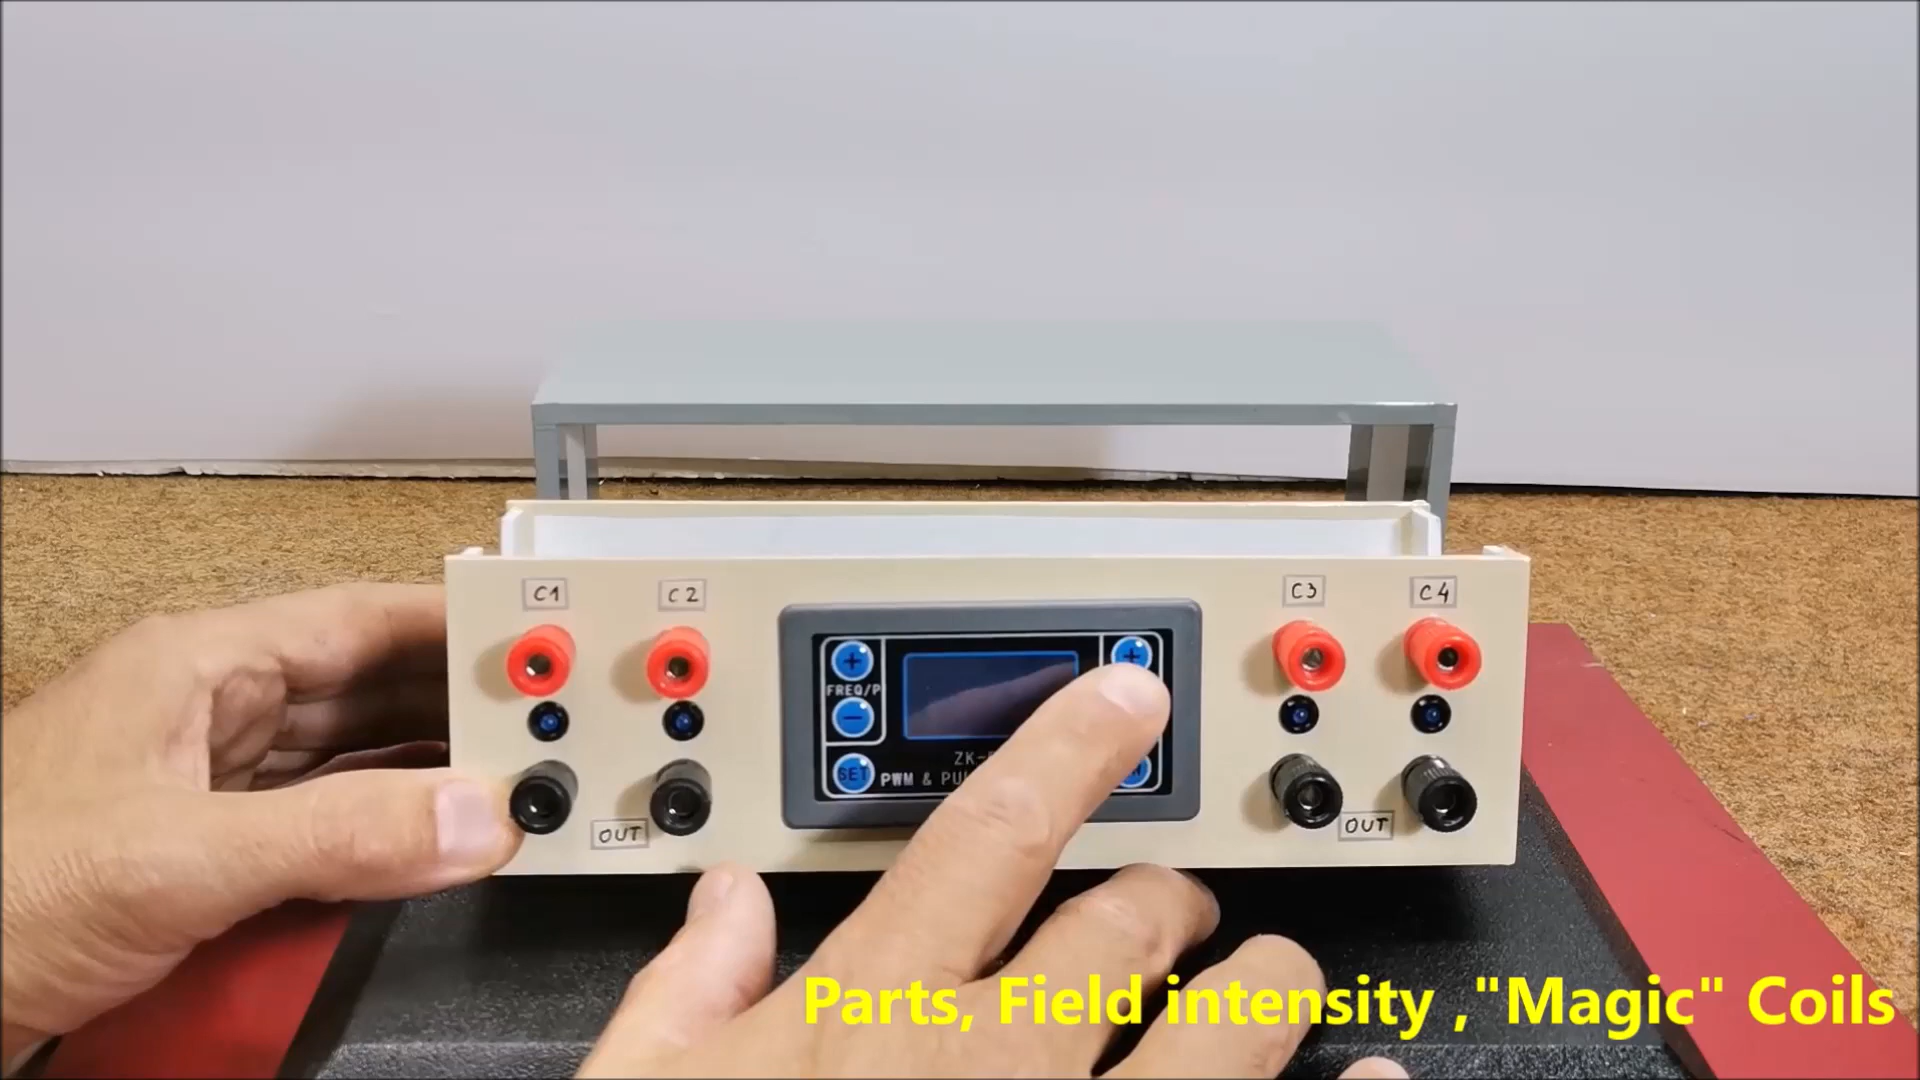 C1
C2
C3
C4
+
+
FREQ/P
−
ZK-
SET
PWM & PU
OUT
OUT
Parts, Field intensity ,"Magic" Coils